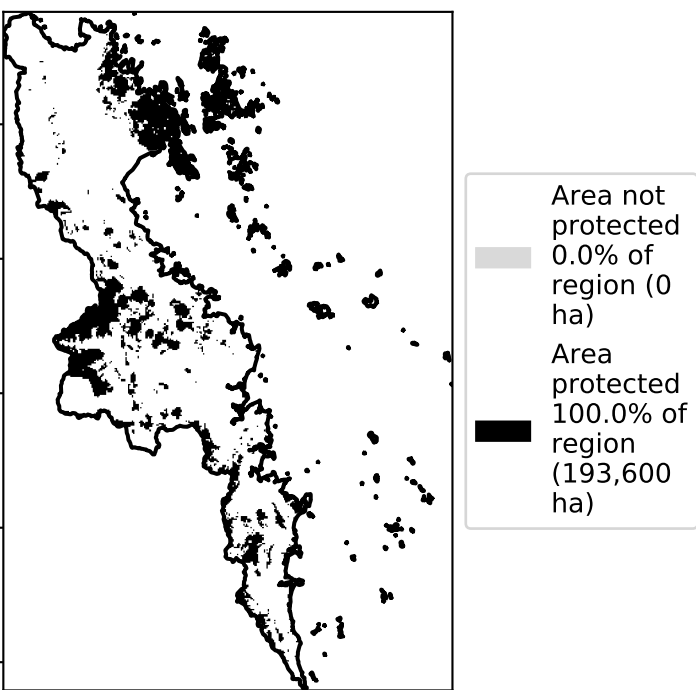 Area not
protected
0.0% of
region (0
ha)
Area
protected
100.0% of
region
(193,600
ha)